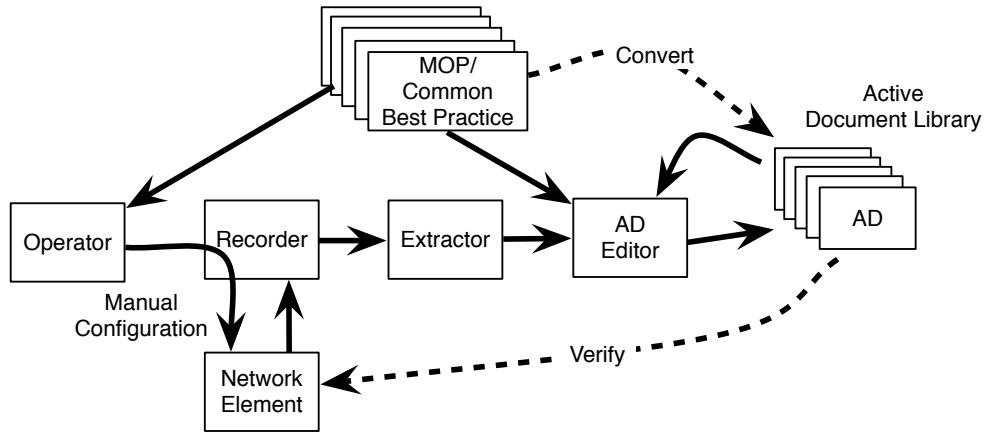 MOP/
Common
Best Practice
Convert
Active
Document Library
Operator
Recorder
Extractor
AD
Editor
AD
Manual
Configuration
Verify
Network
Element